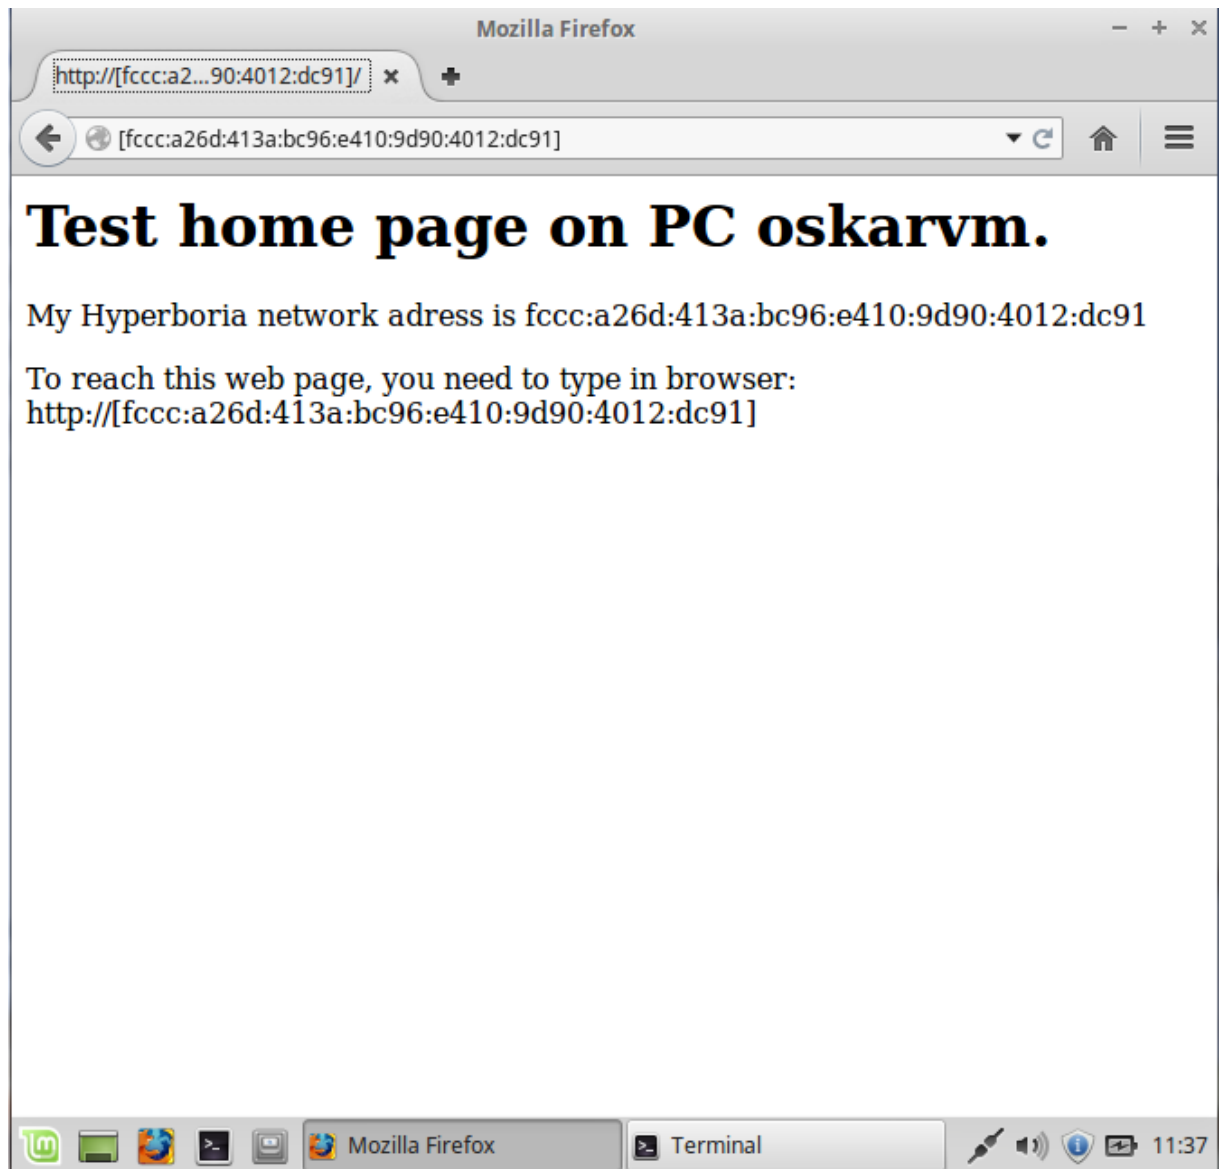 Mozilla Firefox
http://[fccc:a2...90:4012:dc91]/
[fccc:a26d:413a:bc96:e410:9d90:4012:dc91]
Test home page on PC oskarvm.
My Hyperboria network adress is fccc:a26d:413a:bc96:e410:9d90:4012:dc91
To reach this web page, you need to type in browser:
http://[fccc:a26d:413a:bc96:e410:9d90:4012:dc91]
Mozilla Firefox
Terminal
11:37